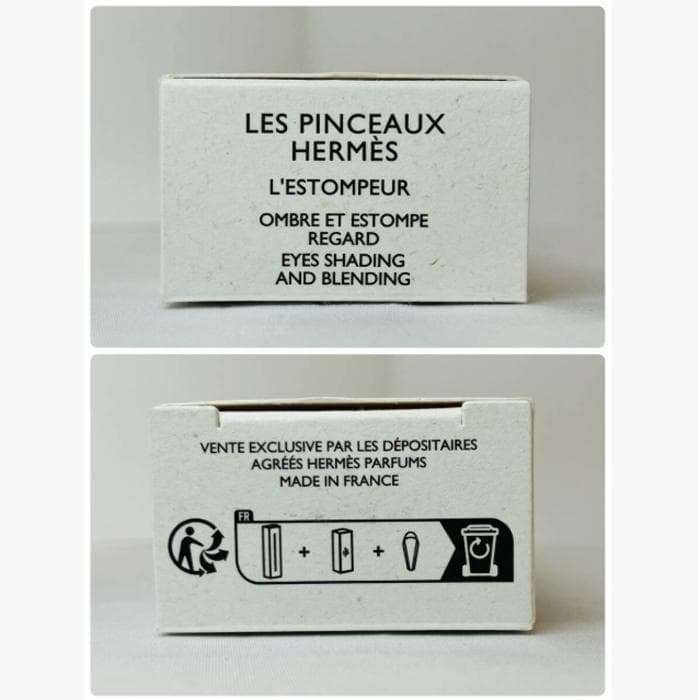 LES PINCEAUX
HERMÈS
L'ESTOMPEUR
OMBRE ET ESTOMPE
REGARD
EYES SHADING
AND BLENDING
VENTE EXCLUSIVE PAR LES DÉPOSITAIRES
AGRÉÉS HERMÈS PARFUMS
MADE IN FRANCE
FR
+ +